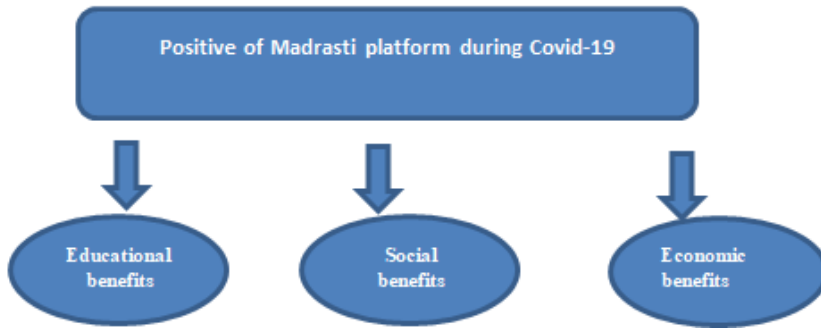 Positive of Madrasti platform during Covid-19
Educational
benefits
Social
benefits
Economic
benefits